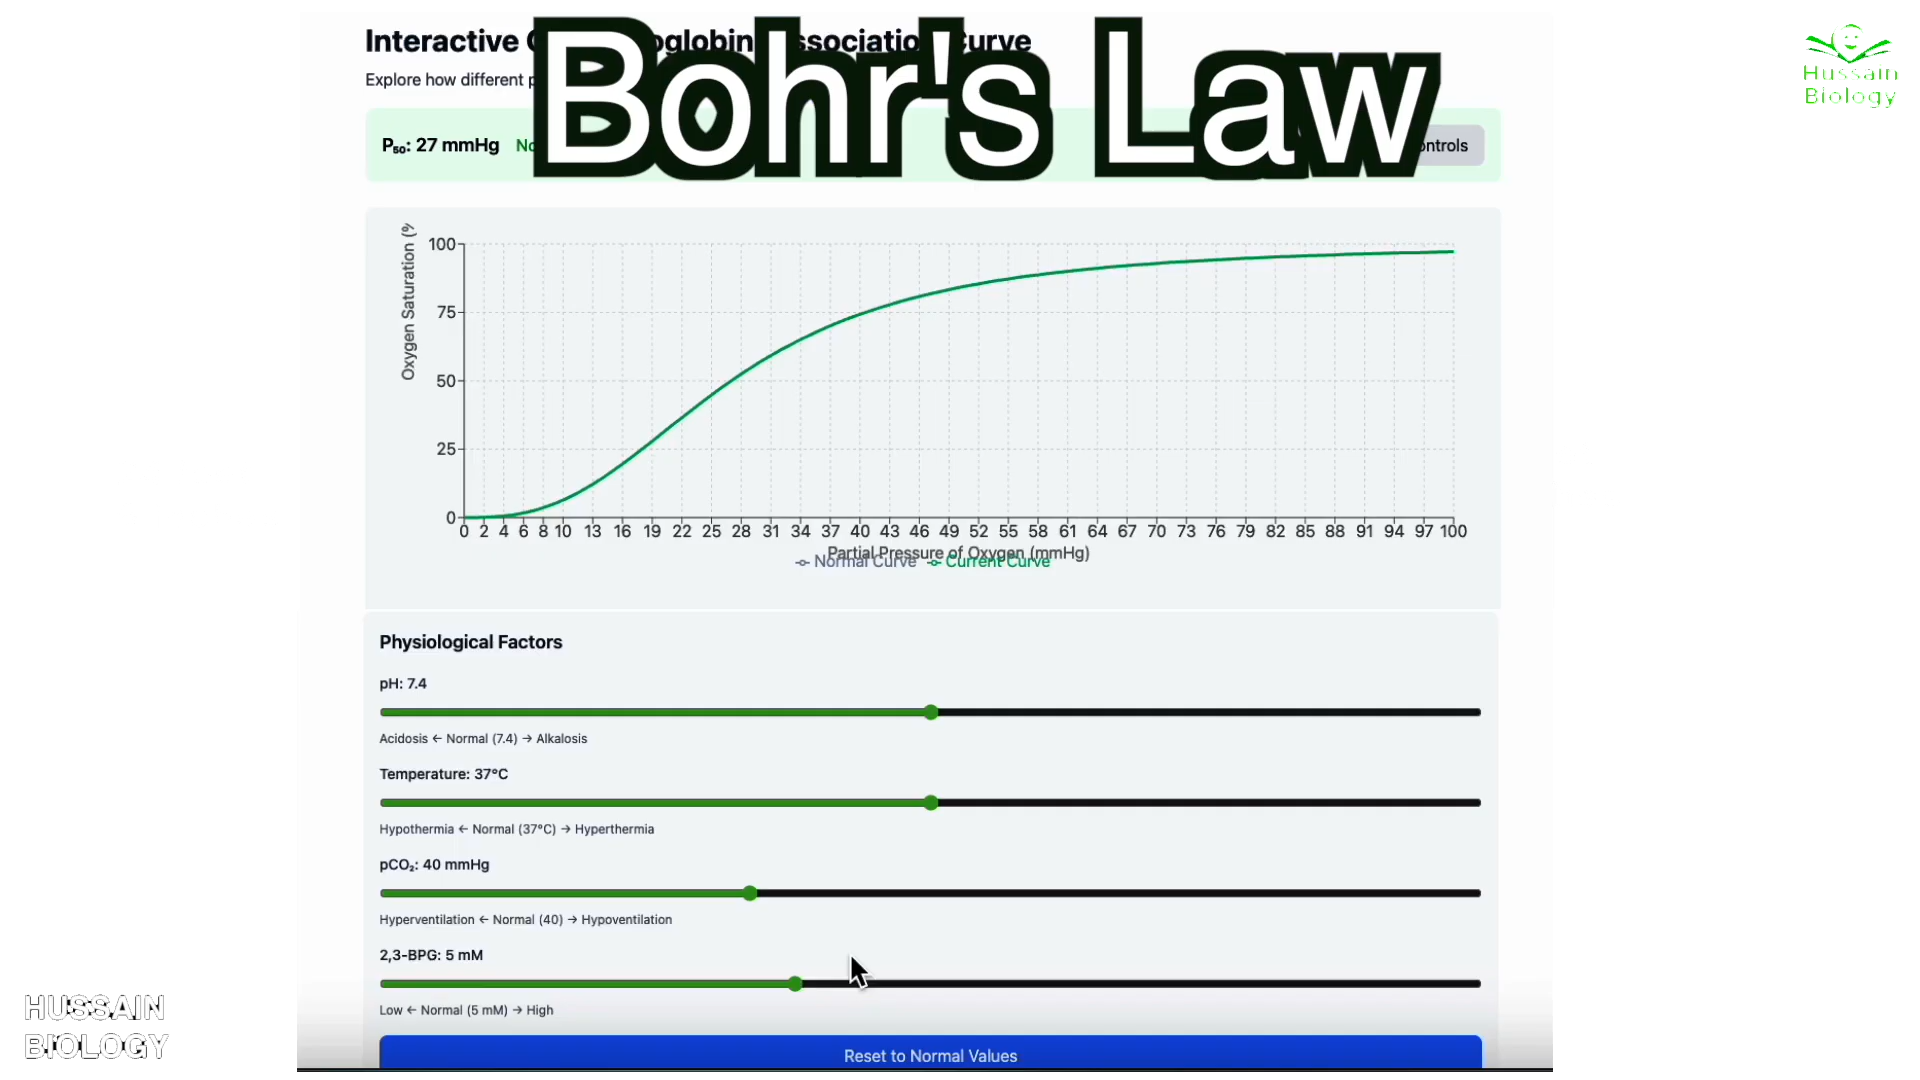 Bohr's Law
Interactive oglobin ssociatio urve
Explore how different
P₅₀: 27 mmHg
ontrols
Hussain
Biology
Oxygen Saturation (%
100
75
50
25
0
0 2 4 6 8 10 13 16 19 22 25 28 31 34 37 40 43 46 49 52 55 58 61 64 67 70 73 76 79 82 85 88 91 94 97 100
Partial Pressure of Oxygen (mmHg)
Normal Curve Current Curve
Physiological Factors
pH: 7.4
Acidosis ← Normal (7.4) → Alkalosis
Temperature: 37°C
Hypothermia ← Normal (37°C) → Hyperthermia
pCO₂: 40 mmHg
Hyperventilation ← Normal (40) → Hypoventilation
2,3-BPG: 5 mM
Low ← Normal (5 mM) → High
Reset to Normal Values
HUSSAIN
BIOLOGY